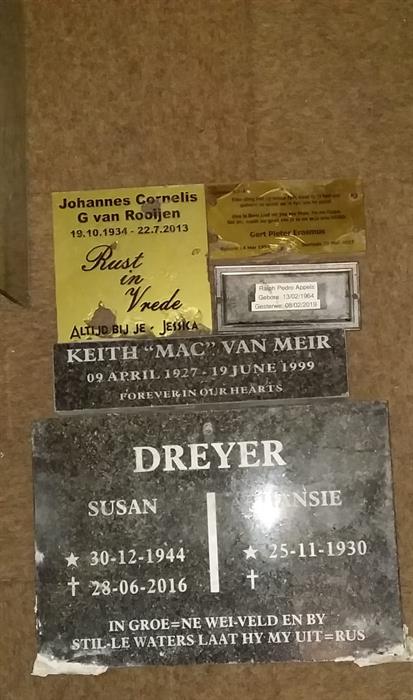 Johannes Cornelis
G van Rooijen
19.10.1934 - 22.7.2013
Rust
in
Vrede
ALTIJD BIJ JE - JESSICA
Gert Pieter Erasmus
Ralph Pedro Appels
Gebore 13/02/1964
Gesterwe: 08/02/2019
KEITH "MAC" VAN MEIR
09 APRIL 1927 - 19 JUNE 1999
FOREVER IN OUR HEARTS
DREYER
SUSAN
ANSIE
★ 30-12-1944
★ 25-11-1930
† 28-06-2016
†
IN GROE=NE WEI-VELD EN BY
STIL-LE WATERS LAAT HY MY UIT=RUS